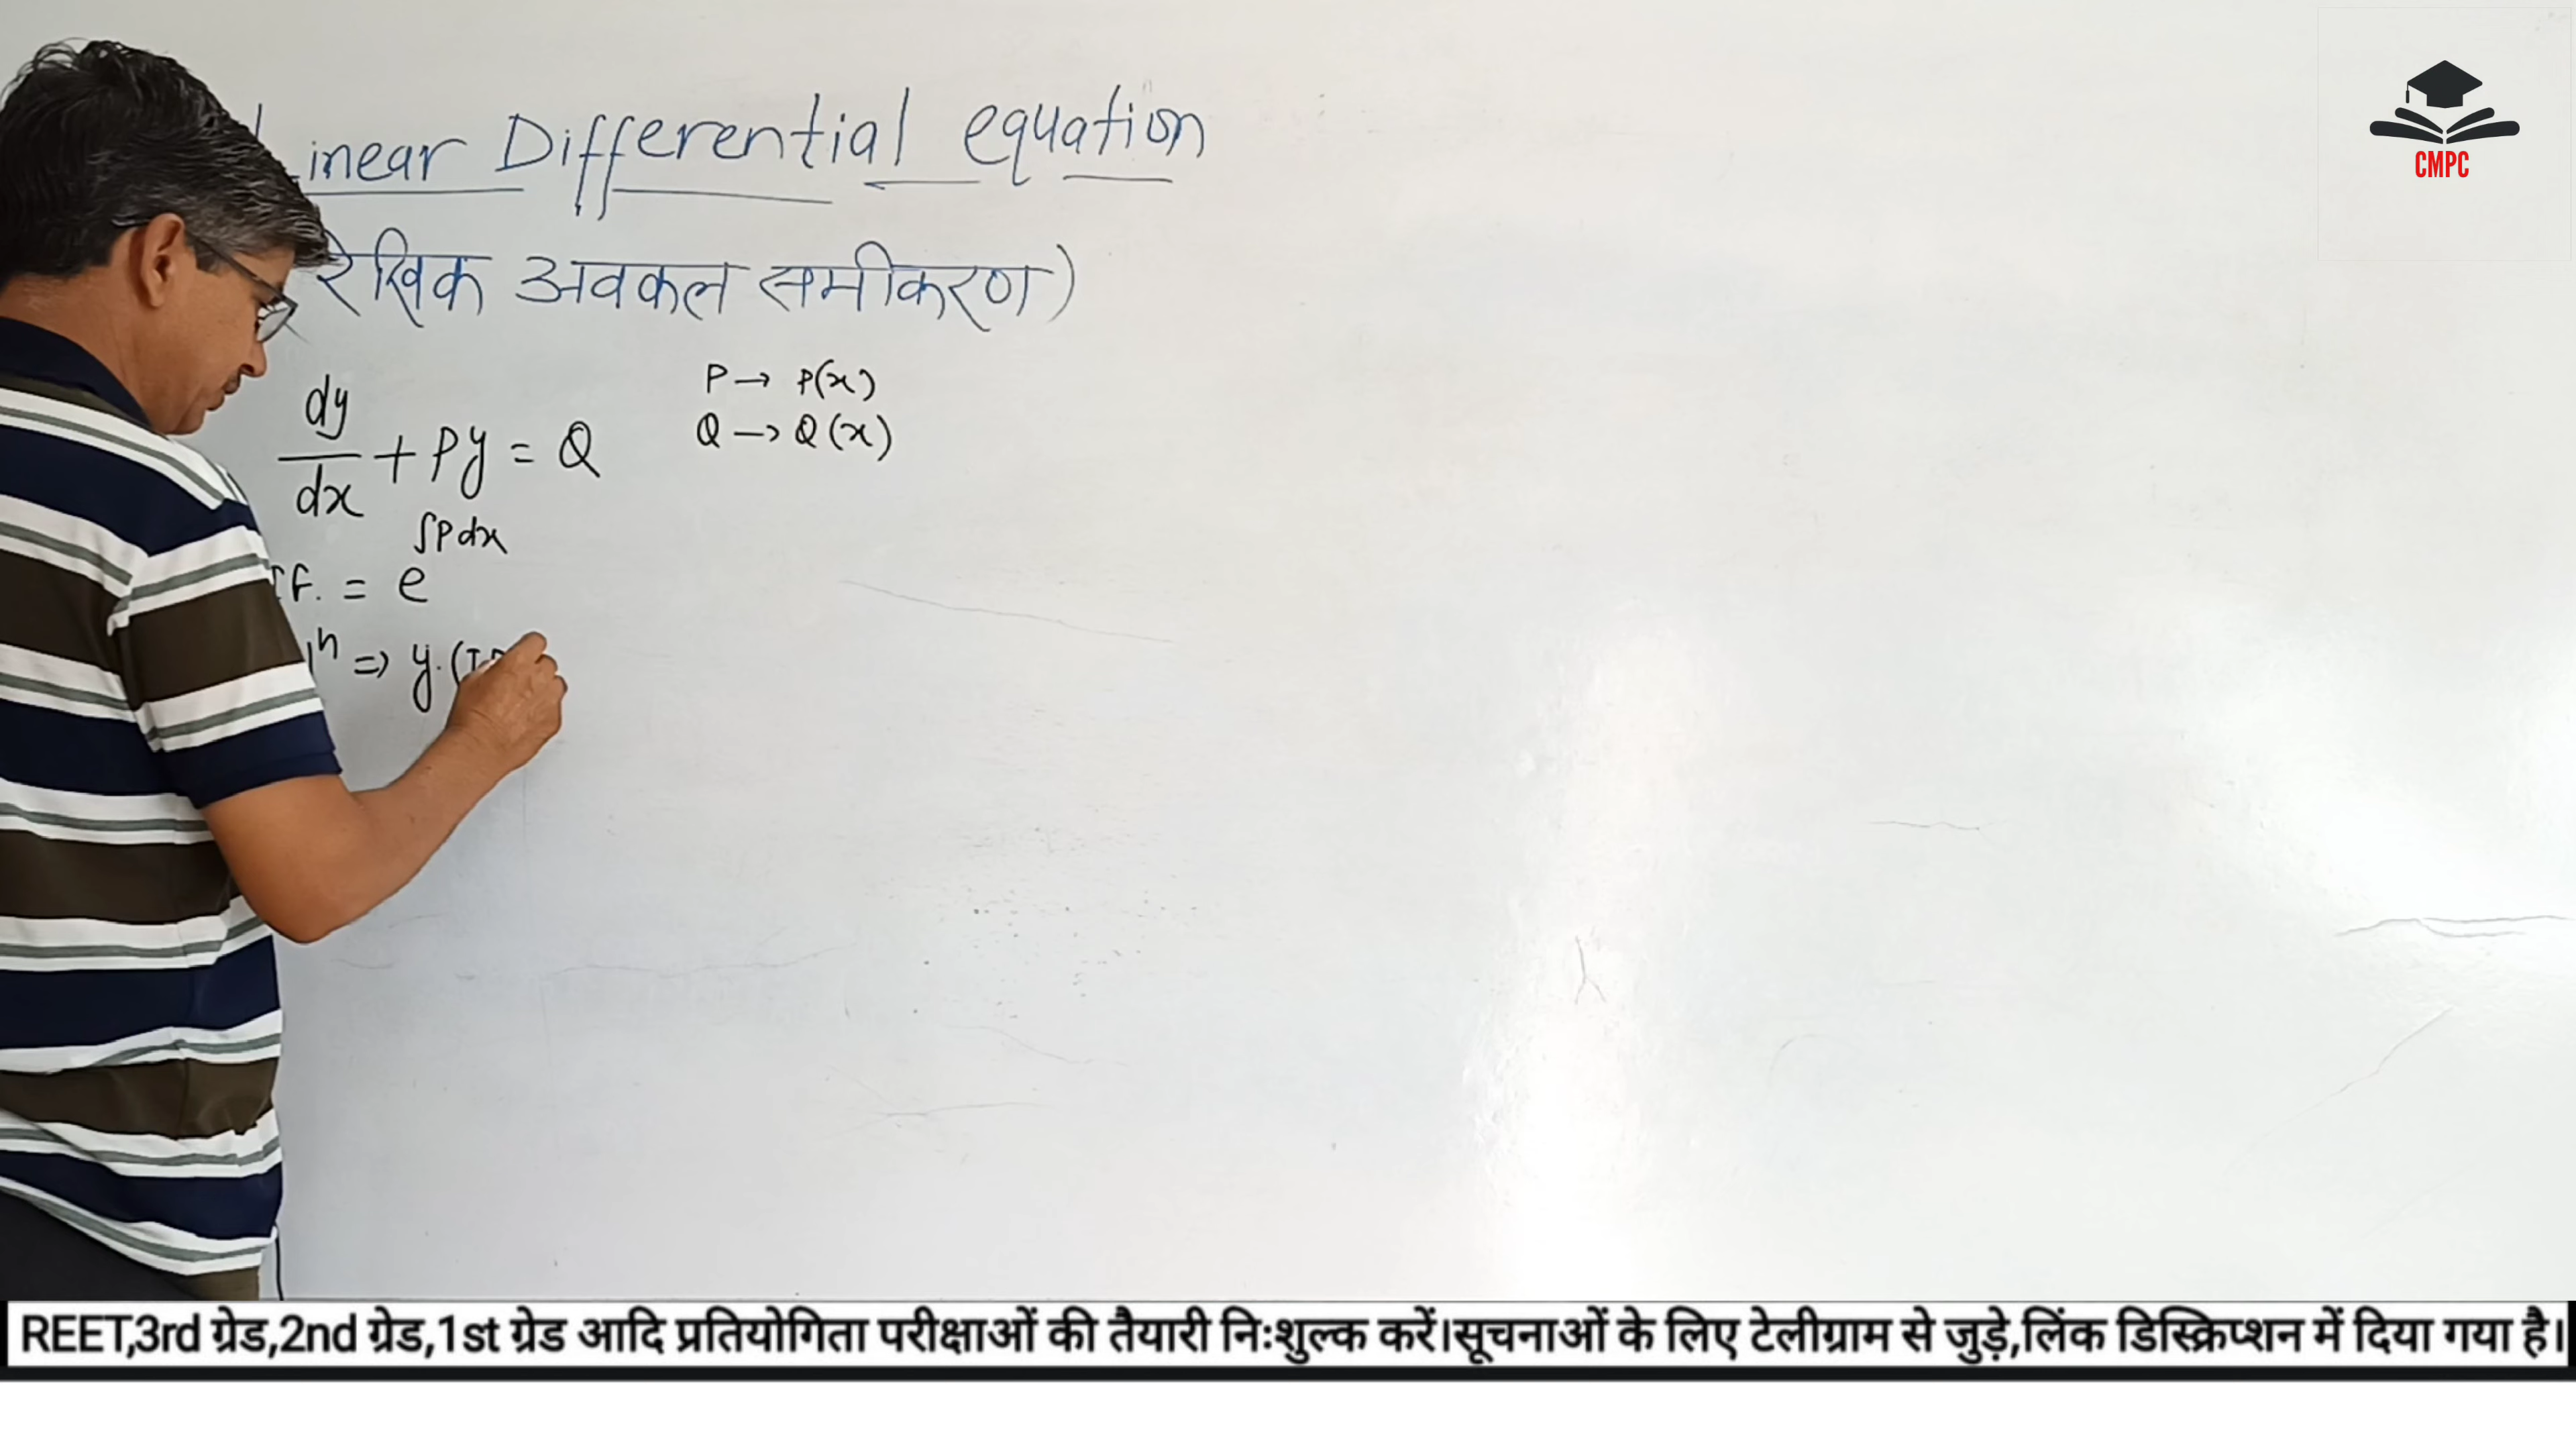 Linear Differential equation
रेखिक अवकल समीकरण)
P → P(x)
Q → Q(x)
dy/dx + Py = Q
I.F. = e^∫Pdx
n ⇒ y.(I.
CMPC
REET,3rd ग्रेड,2nd ग्रेड,1st ग्रेड आदि प्रतियोगिता परीक्षाओं की तैयारी निःशुल्क करें।सूचनाओं के लिए टेलीग्राम से जुड़े,लिंक डिस्क्रिप्शन में दिया गया है।